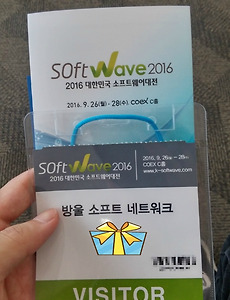 SOftWave2016
2016 대한민국 소프트웨어대전
2016. 9. 26(월) - 28(수). coex C홀
SOftWave2016
2016 대한민국 소프트웨어대전
2016. 9. 26(월) ~ 28(수)
COEX C홀
www.k-softwave.com
방울 소프트 네트워크
VISITOR